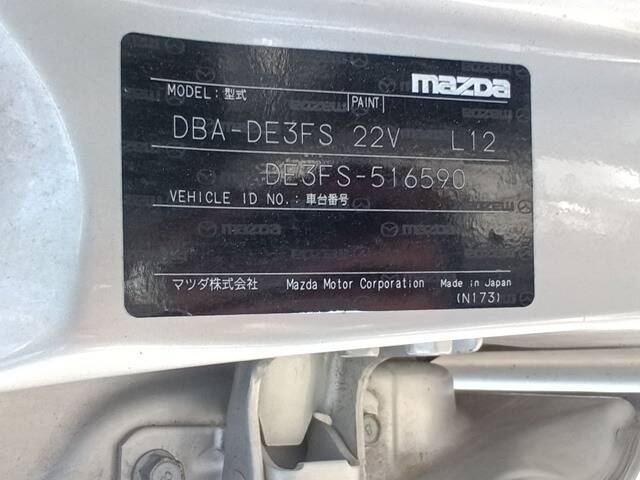 mazda
MODEL: 型式 PAINT
DBA-DE3FS 22V L12
DE3FS-516590
VEHICLE ID NO.: 車台番号
マツダ株式会社 Mazda Motor Corporation Made in Japan
(N173)